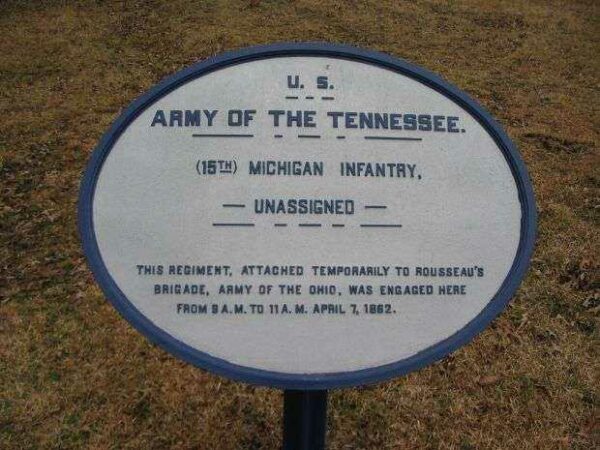 U. S.
ARMY OF THE TENNESSEE.
(15TH) MICHIGAN INFANTRY,
— UNASSIGNED —
THIS REGIMENT, ATTACHED TEMPORARILY TO ROUSSEAU'S
BRIGADE, ARMY OF THE OHIO, WAS ENGAGED HERE
FROM 9 A.M. TO 11 A.M. APRIL 7, 1862.